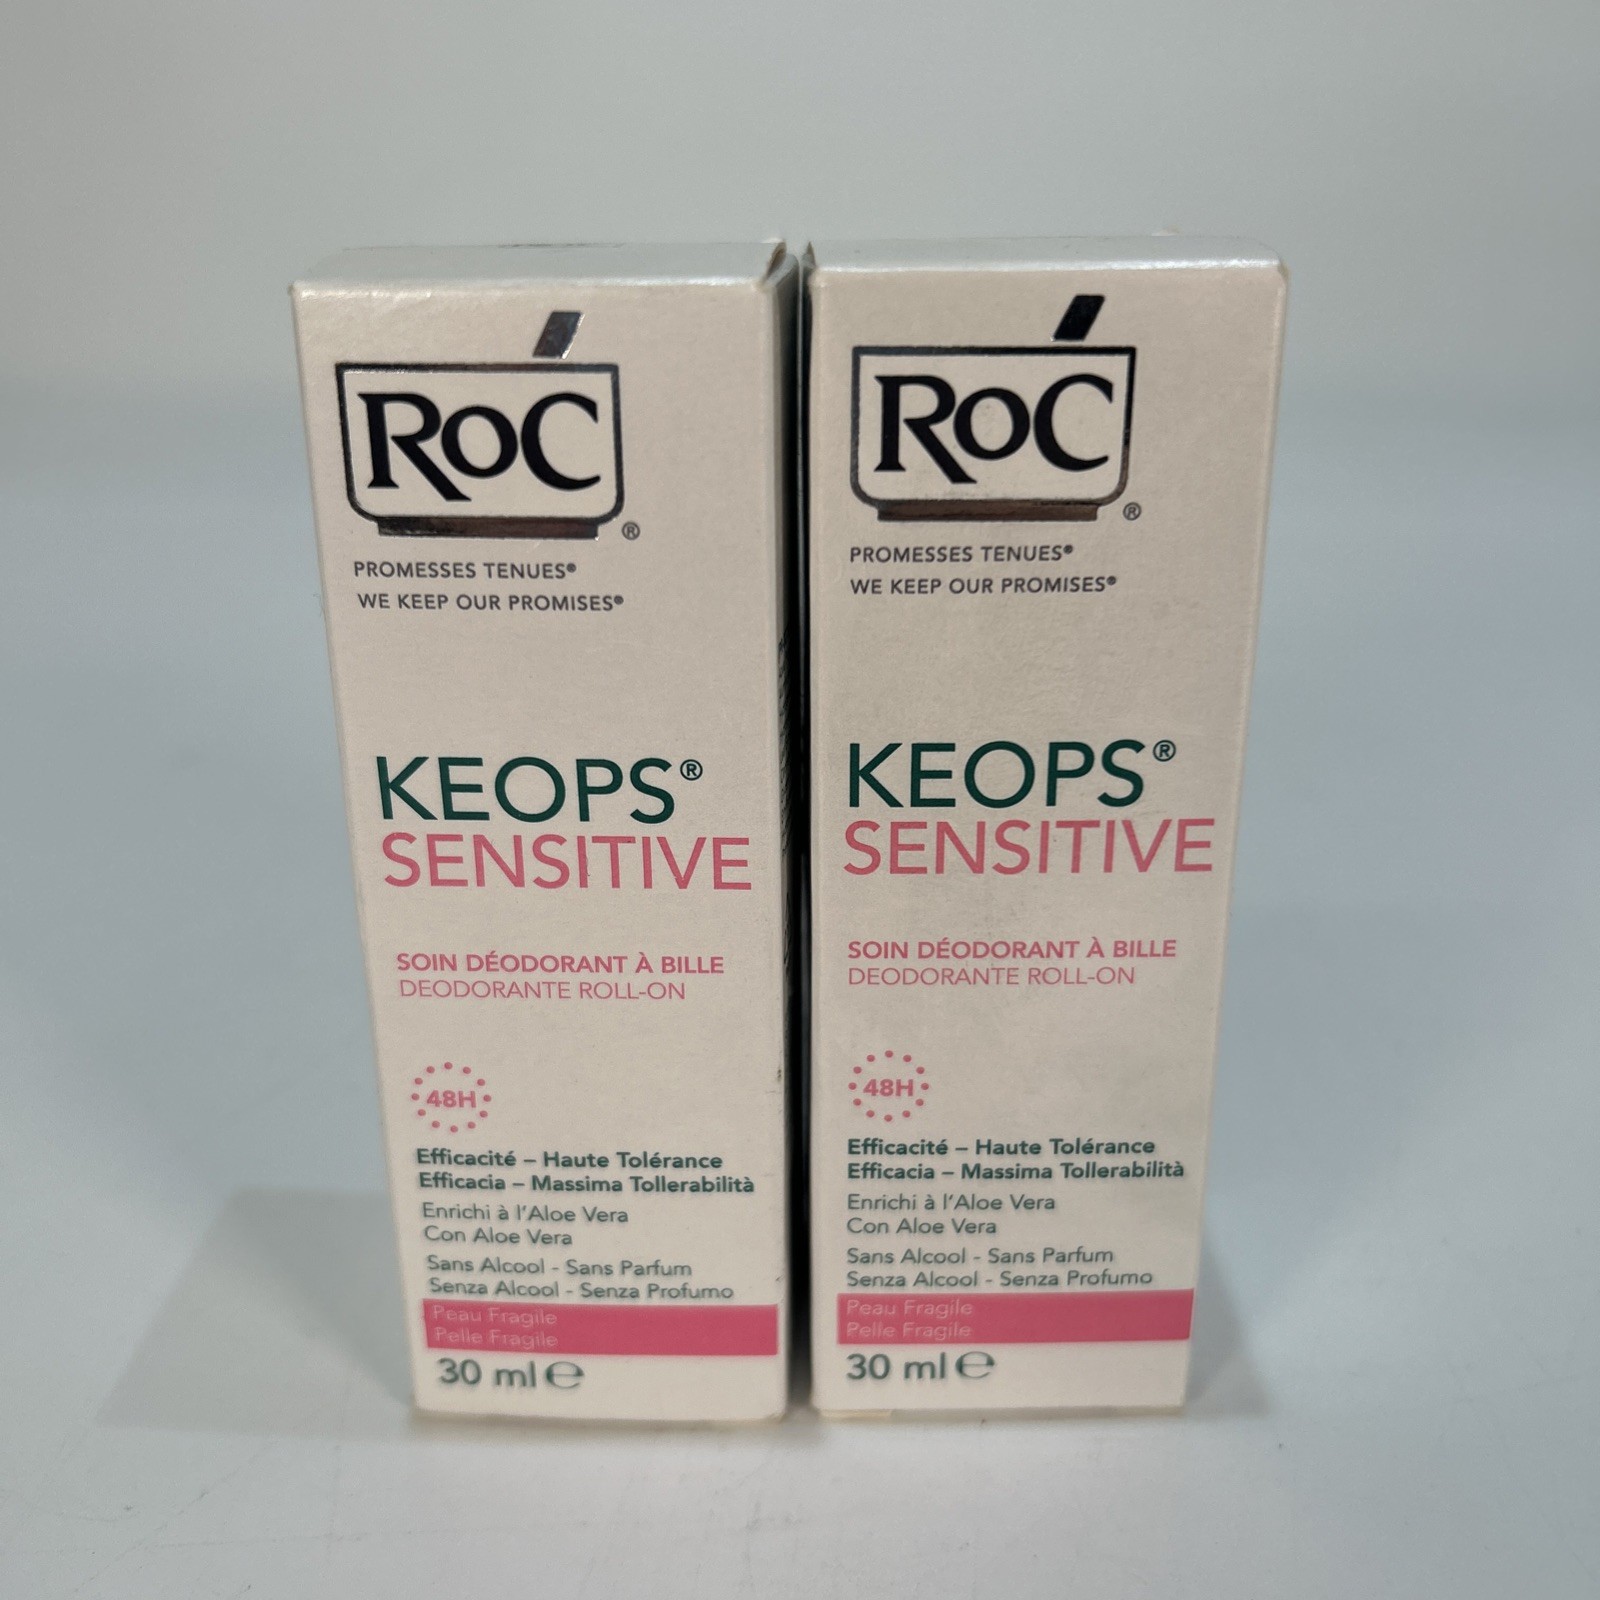 RoC
®
PROMESSES TENUES®
WE KEEP OUR PROMISES®
KEOPS®
SENSITIVE
SOIN DÉODORANT À BILLE
DEODORANTE ROLL-ON
48H
Efficacité – Haute Tolérance
Efficacia – Massima Tollerabilità
Enrichi à l'Aloe Vera
Con Aloe Vera
Sans Alcool - Sans Parfum
Senza Alcool - Senza Profumo
Peau Fragile
Pelle Fragile
30 ml ℮
RoC
®
PROMESSES TENUES®
WE KEEP OUR PROMISES®
KEOPS®
SENSITIVE
SOIN DÉODORANT À BILLE
DEODORANTE ROLL-ON
48H
Efficacité – Haute Tolérance
Efficacia – Massima Tollerabilità
Enrichi à l'Aloe Vera
Con Aloe Vera
Sans Alcool - Sans Parfum
Senza Alcool - Senza Profumo
Peau Fragile
Pelle Fragile
30 ml ℮